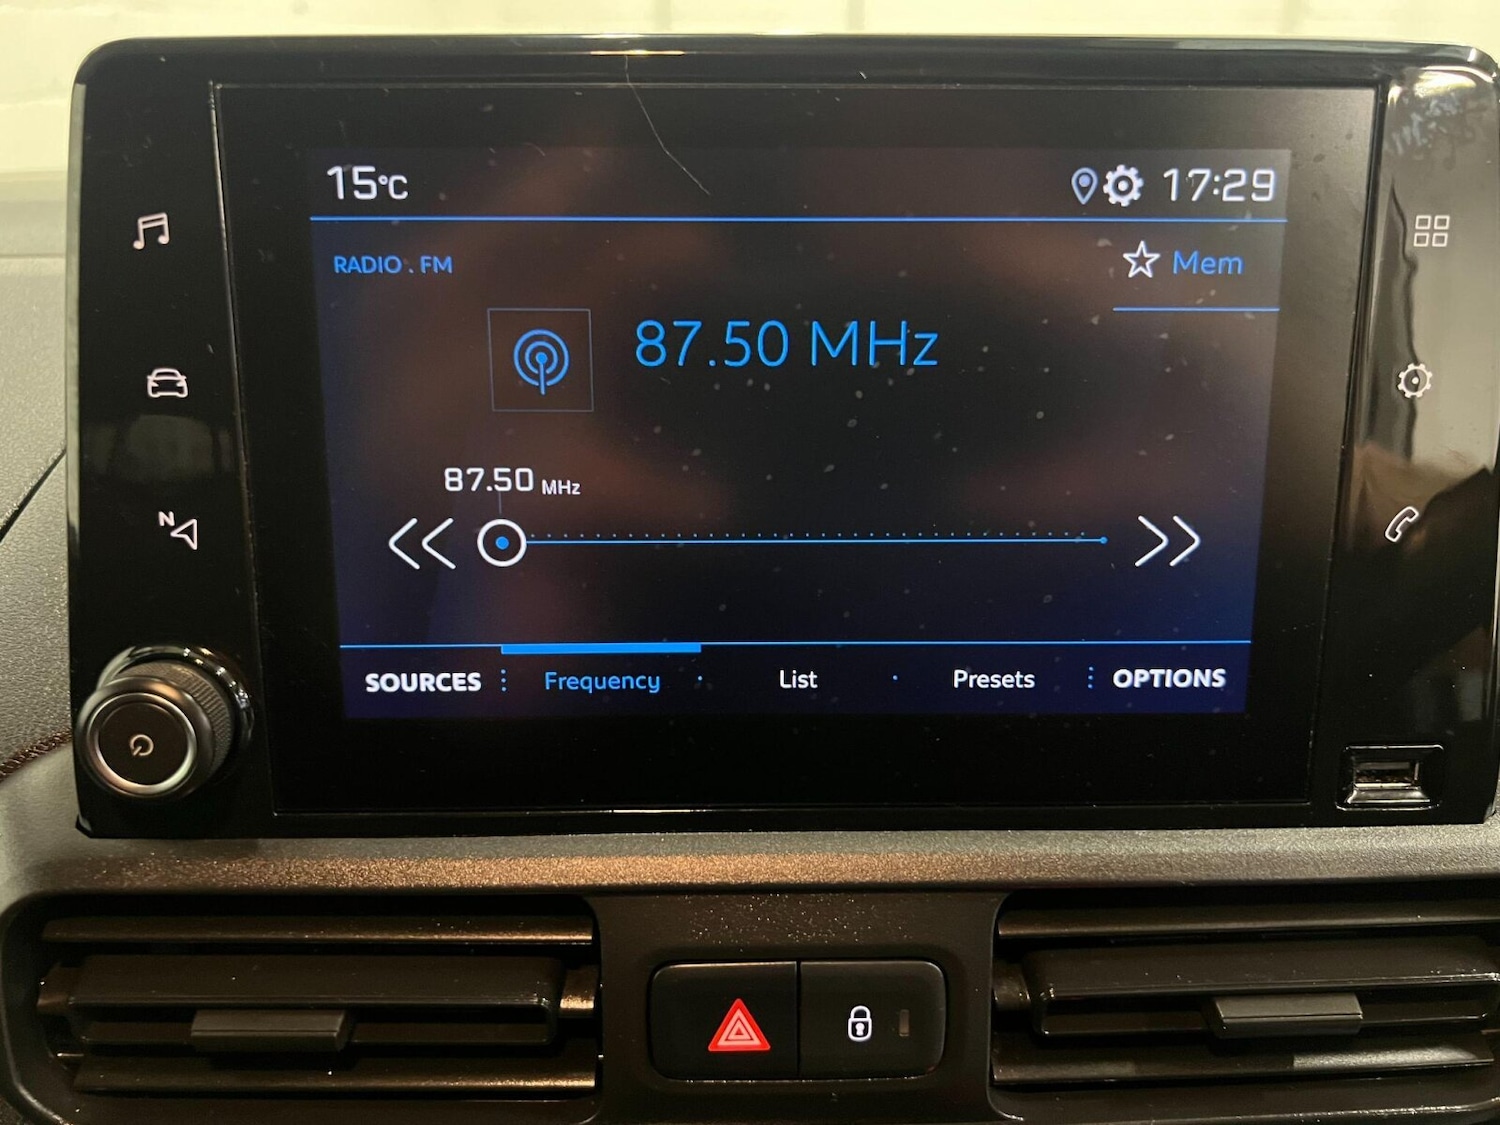 15°C 17:29
RADIO . FM
Mem
87.50 MHz
87.50 MHz
N
SOURCES Frequency List Presets OPTIONS